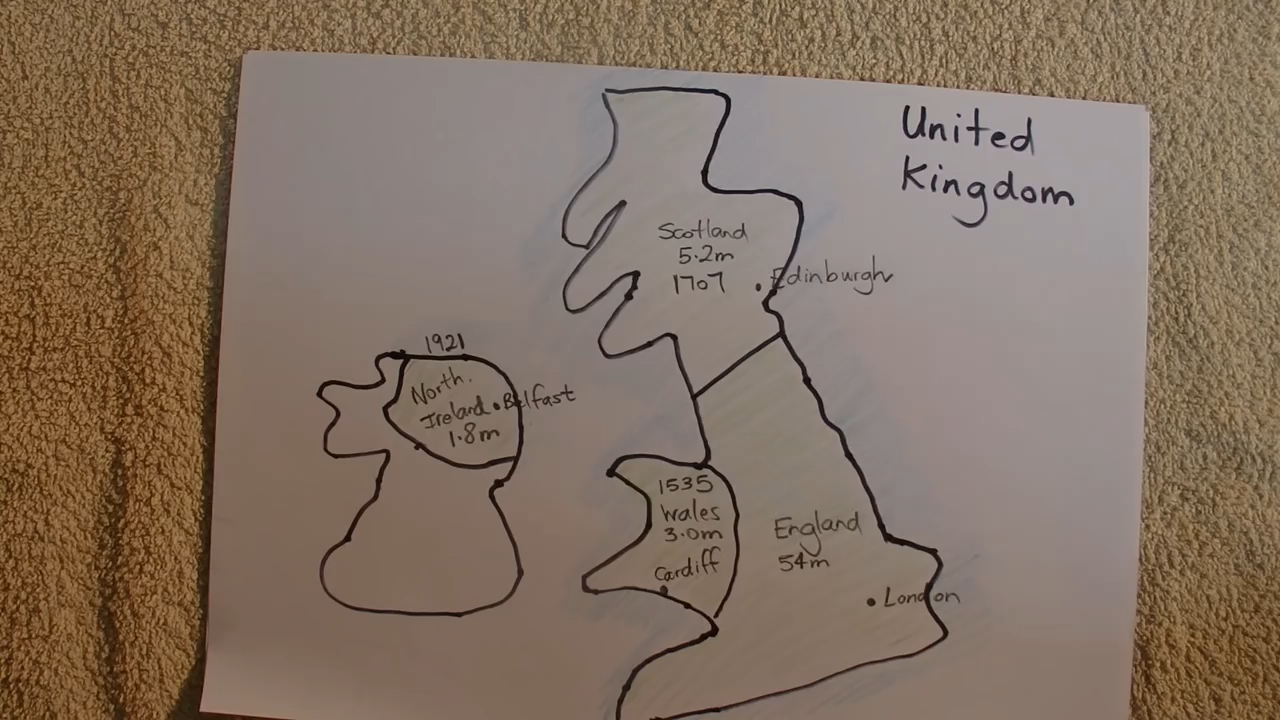 United
Kingdom
Scotland
5.2m
1707
Edinburgh
1921
North.
Ireland
Belfast
1.8m
1535
Wales
3.0m
Cardiff
England
54m
London